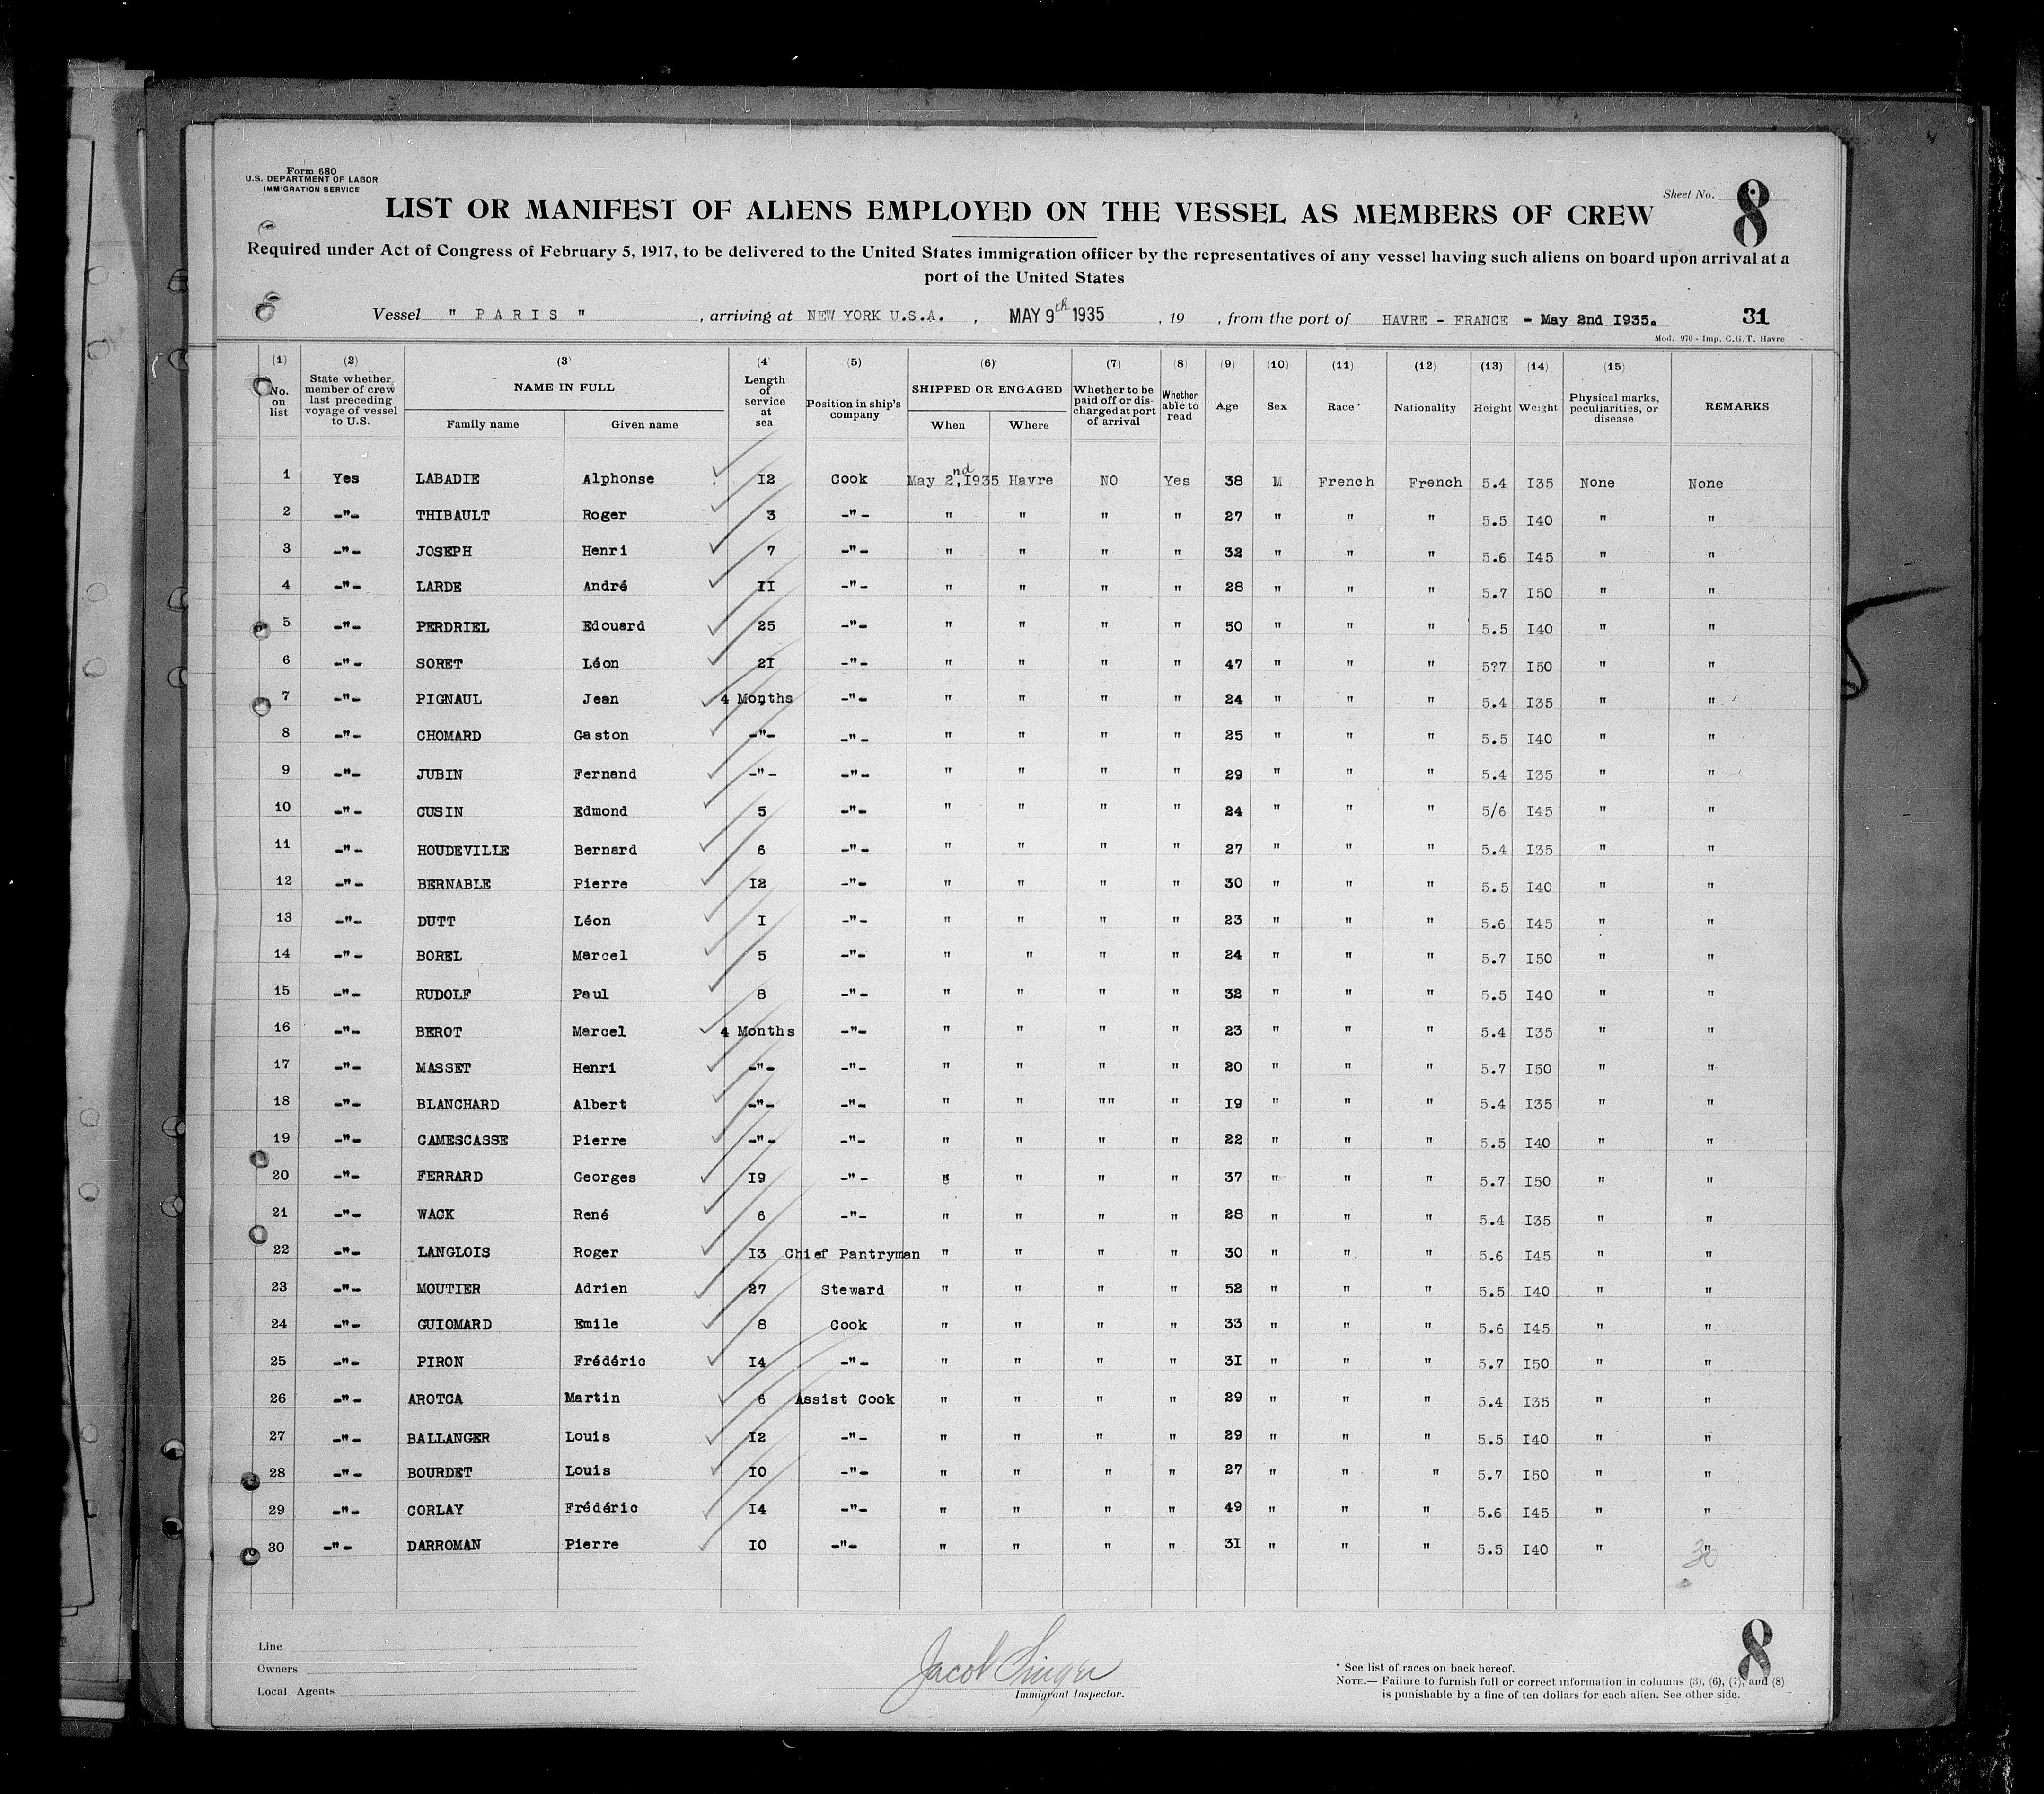 Form 680
U.S. DEPARTMENT OF LABOR
IMMIGRATION SERVICE
Sheet No. 8
LIST OR MANIFEST OF ALIENS EMPLOYED ON THE VESSEL AS MEMBERS OF CREW
Required under Act of Congress of February 5, 1917, to be delivered to the United States immigration officer by the representatives of any vessel having such aliens on board upon arrival at a
port of the United States
Vessel " PARIS " , arriving at NEW YORK U.S.A. , MAY 9th 1935 , 19 , from the port of HAVRE - FRANCE - May 2nd 1935. 31
Mod. 970 - Imp. C.G.T. Havre
(1) No. on list (2) State whether member of crew last preceding voyage of vessel to U.S. (3) NAME IN FULL Family name Given name (4) Length of service at sea (5) Position in ship's company (6) SHIPPED OR ENGAGED When Where (7) Whether to be paid off or discharged at port of arrival (8) Whether able to read (9) Age (10) Sex (11) Race* (12) Nationality (13) Height (14) Weight (15) Physical marks, peculiarities, or disease REMARKS
1 Yes LABADIE Alphonse 12 Cook May 2nd,1935 Havre NO Yes 38 M French French 5.4 135 None None
2 -"- THIBAULT Roger 3 -"- " " " " 27 " " " 5.5 140 " "
3 -"- JOSEPH Henri 7 -"- " " " " 32 " " " 5.6 145 " "
4 -"- LARDE André 11 -"- " " " " 28 " " " 5.7 150 " "
5 -"- PERDRIEL Edouard 25 -"- " " " " 50 " " " 5.5 140 " "
6 -"- SORET Léon 21 -"- " " " " 47 " " " 5?7 150 " "
7 -"- PIGNAUL Jean 4 Months -"- " " " " 24 " " " 5.4 135 " "
8 -"- CHOMARD Gaston -"- -"- " " " " 25 " " " 5.5 140 " "
9 -"- JUBIN Fernand -"- -"- " " " " 29 " " " 5.4 135 " "
10 -"- CUSIN Edmond 5 -"- " " " " 24 " " " 5/6 145 " "
11 -"- HOUDEVILLE Bernard 6 -"- " " " " 27 " " " 5.4 135 " "
12 -"- BERNABLE Pierre 12 -"- " " " " 30 " " " 5.5 140 " "
13 -"- DUTT Léon 1 -"- " " " " 23 " " " 5.6 145 " "
14 -"- BOREL Marcel 5 -"- " " " " 24 " " " 5.7 150 " "
15 -"- RUDOLF Paul 8 -"- " " " " 32 " " " 5.5 140 " "
16 -"- BEROT Marcel 4 Months -"- " " " " 23 " " " 5.4 135 " "
17 -"- MASSET Henri -"- -"- " " " " 20 " " " 5.7 150 " "
18 -"- BLANCHARD Albert -"- -"- " " "" " 19 " " " 5.4 135 " "
19 -"- CAMESCASSE Pierre -"- -"- " " " " 22 " " " 5.5 140 " "
20 -"- FERRARD Georges 19 -"- " " " " 37 " " " 5.7 150 " "
21 -"- WACK René 6 -"- " " " " 28 " " " 5.4 135 " "
22 -"- LANGLOIS Roger 13 Chief Pantryman " " " " 30 " " " 5.6 145 " "
23 -"- MOUTIER Adrien 27 Steward " " " " 52 " " " 5.5 140 " "
24 -"- GUIOMARD Emile 8 Cook " " " " 33 " " " 5.6 145 " "
25 -"- PIRON Frédéric 14 -"- " " " " 31 " " " 5.7 150 " "
26 -"- AROTCA Martin 6 Assist Cook " " " " 29 " " " 5.4 135 " "
27 -"- BALLANGER Louis 12 -"- " " " " 29 " " " 5.5 140 " "
28 -"- BOURDET Louis 10 -"- " " " " 27 " " " 5.7 150 " "
29 -"- CORLAY Frédéric 14 -"- " " " " 49 " " " 5.6 145 " "
30 -"- DARROMAN Pierre 10 -"- " " " " 31 " " " 5.5 140 " "
30
Line
Owners
Local Agents
Jacob Singer
Immigrant Inspector.
* See list of races on back hereof.
NOTE.— Failure to furnish full or correct information in columns (3), (6), (7), and (8)
is punishable by a fine of ten dollars for each alien. See other side.
8